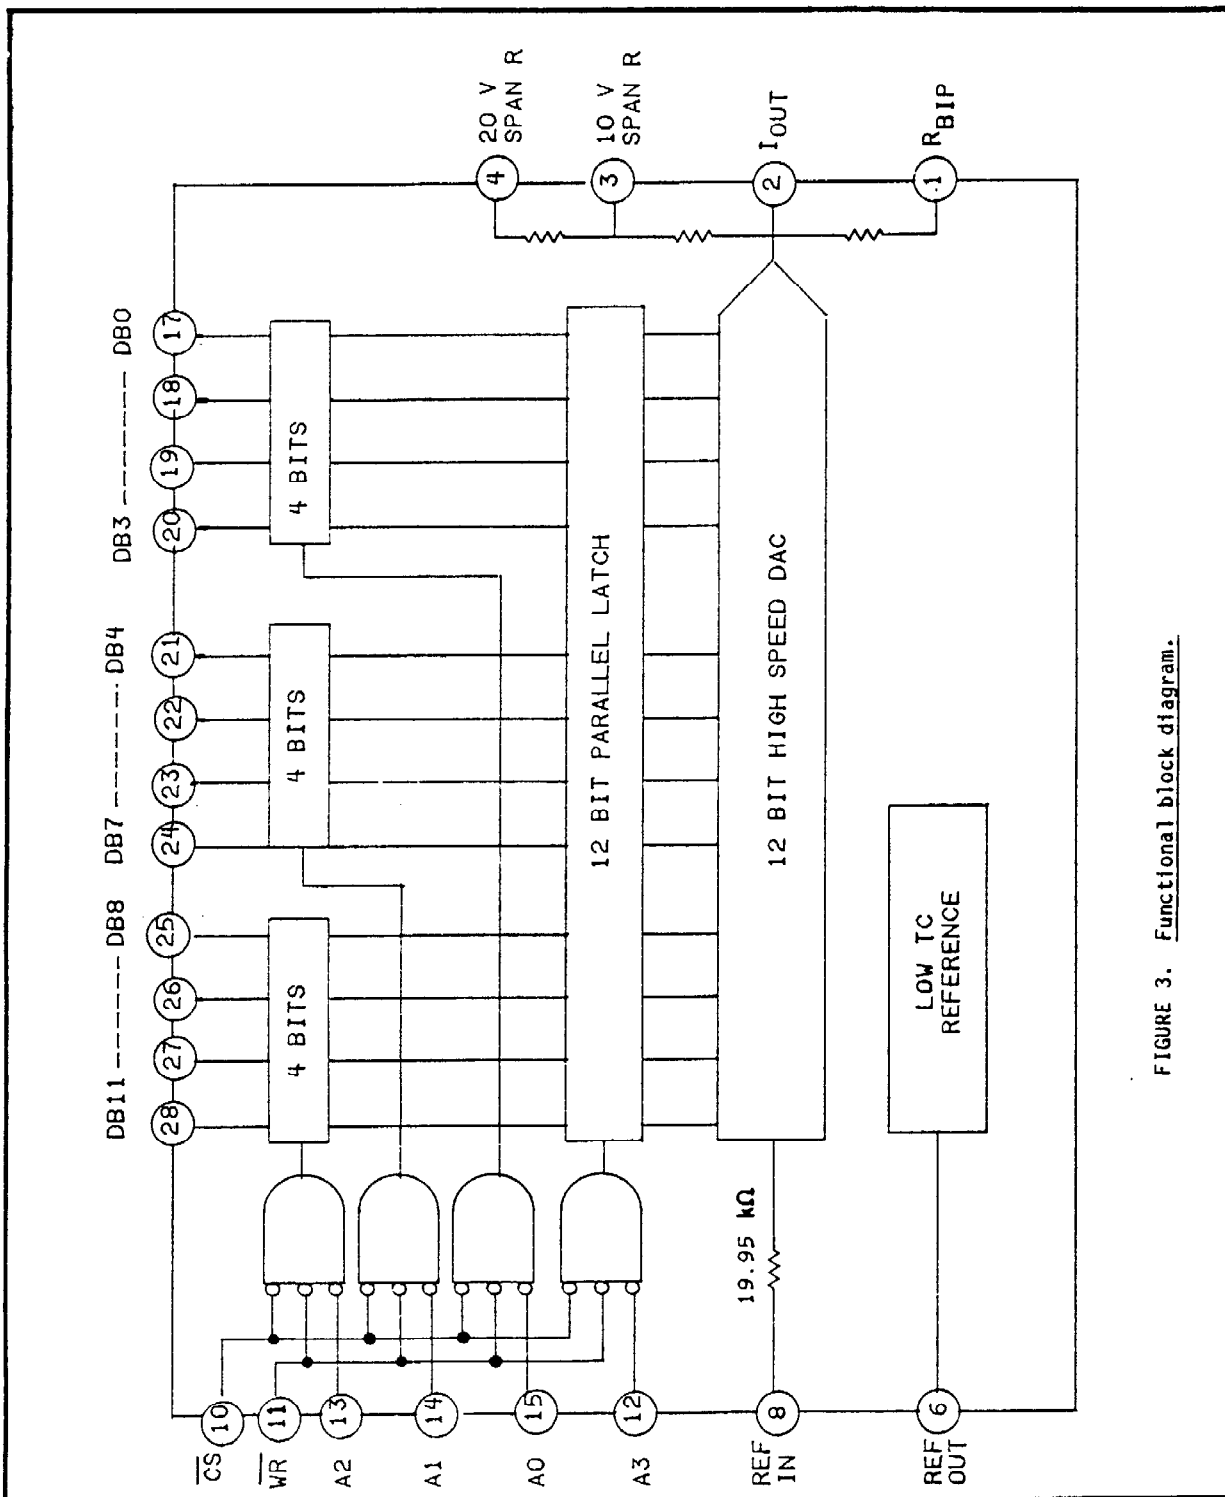 DB11 ------ DB8
DB7 ------ DB4
DB3 ------ DB0
28
27
26
25
24
23
22
21
20
19
18
17
CS
10
WR
11
A2
13
A1
14
A0
15
A3
12
4 BITS
4 BITS
4 BITS
12 BIT PARALLEL LATCH
12 BIT HIGH SPEED DAC
19.95 kΩ
REF
IN
8
REF
OUT
6
LOW TC
REFERENCE
4
20 V
SPAN R
3
10 V
SPAN R
2
IOUT
1
RBIP
FIGURE 3. Functional block diagram.